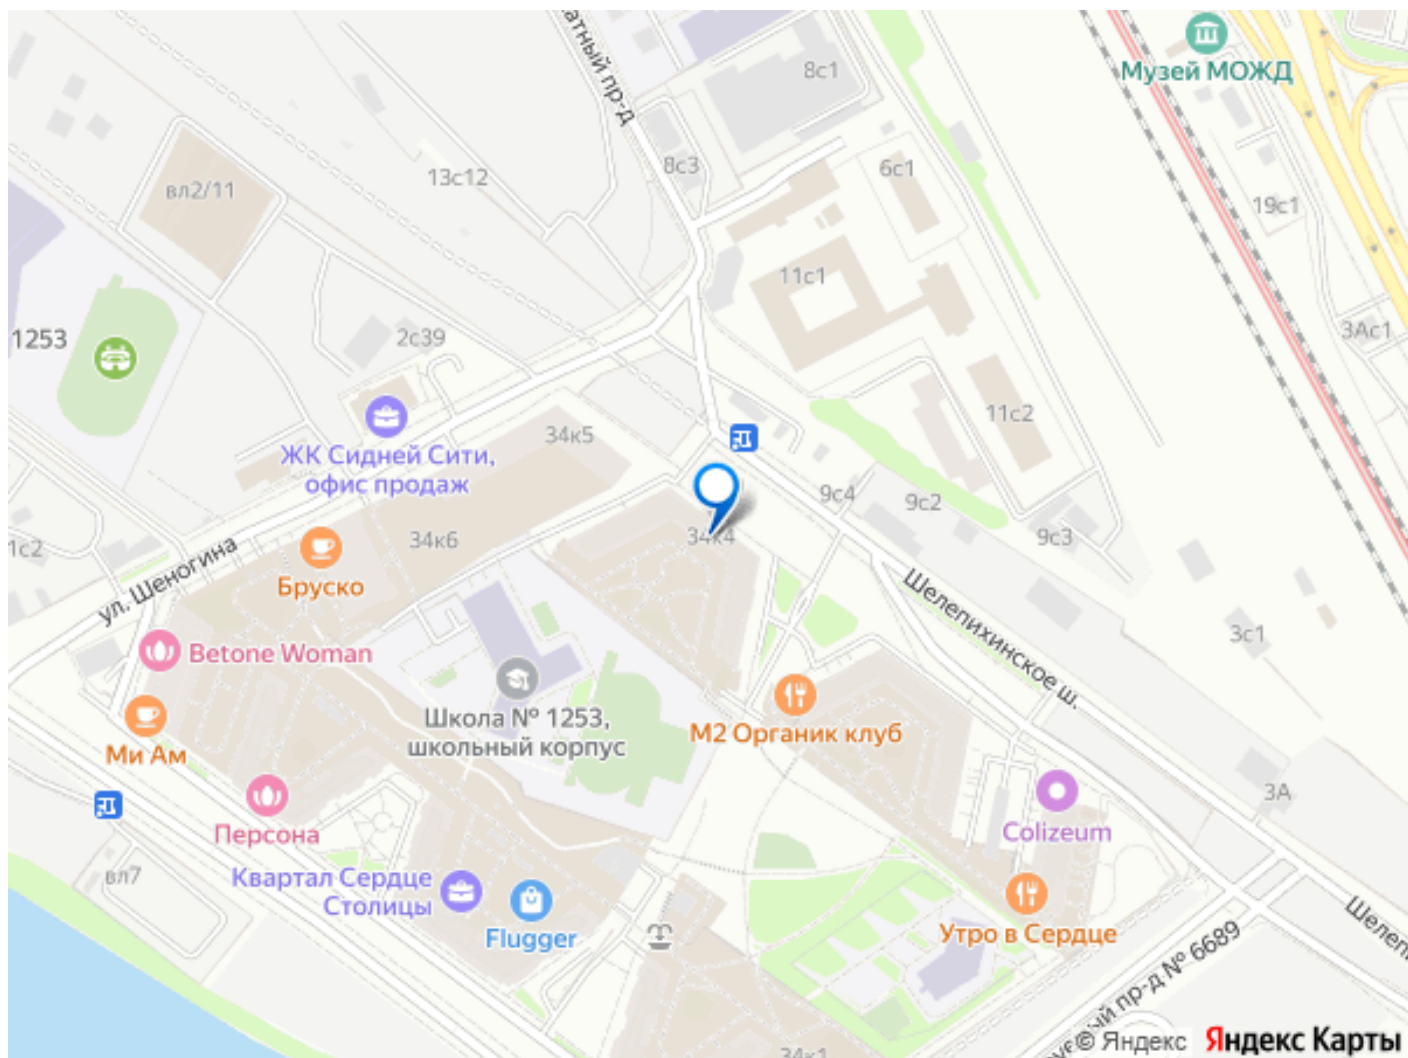 Музей МОЖД
8с1
атный пр-д
8с3
6с1
13с12
вл2/11
19с1
11с1
3Ас1
1253
2с39
11с2
34к5
ЖК Сидней Сити,
офис продаж
9с4
9с2
9с3
34к4
34к6
1с2
ул. Шеногина
Бруско
Шелепихинское ш.
3с1
Betone Woman
Школа № 1253,
школьный корпус
М2 Органик клуб
Ми Ам
3А
Colizeum
Персона
вл7
Квартал Сердце
Столицы
Flugger
Утро в Сердце
Шелепи
ый пр-д № 6689
34к1
© Яндекс
Яндекс Карты